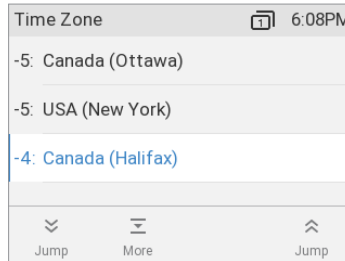 Time Zone 1 6:08PM
-5: Canada (Ottawa)
-5: USA (New York)
-4: Canada (Halifax)
Jump More Jump